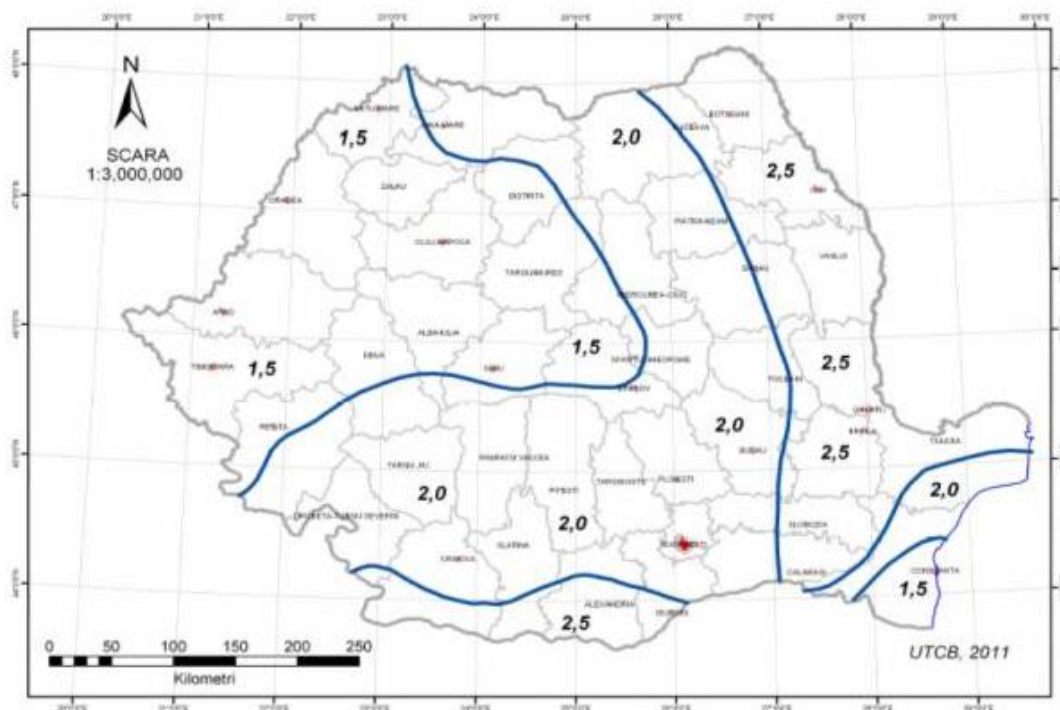 N
SCARA
1:3,000,000
1,5
2,0
2,5
SATU MARE
BAIA MARE
SUCEAVA
BOTOSANI
ORADEA
ZALAU
BISTRITA
IASI
CLUJ-NAPOCA
PIATRA NEAMT
TARGU MURES
MIERCUREA-CIUC
BACAU
VASLUI
ARAD
ALBA IULIA
TIMISOARA
1,5
DEVA
SIBIU
1,5
SFANTU GHEORGHE
BRASOV
FOCSANI
2,5
GALATI
RESITA
2,0
BUZAU
2,5
BRAILA
TULCEA
TARGU JIU
RAMNICU VALCEA
2,0
PITESTI
TARGOVISTE
PLOIESTI
2,0
DROBETA-TURNU SEVERIN
2,0
SLATINA
CRAIOVA
BUCURESTI
SLOBOZIA
CALARASI
CONSTANTA
1,5
ALEXANDRIA
GIURGIU
2,5
0 50 100 150 200 250
Kilometri
UTCB, 2011